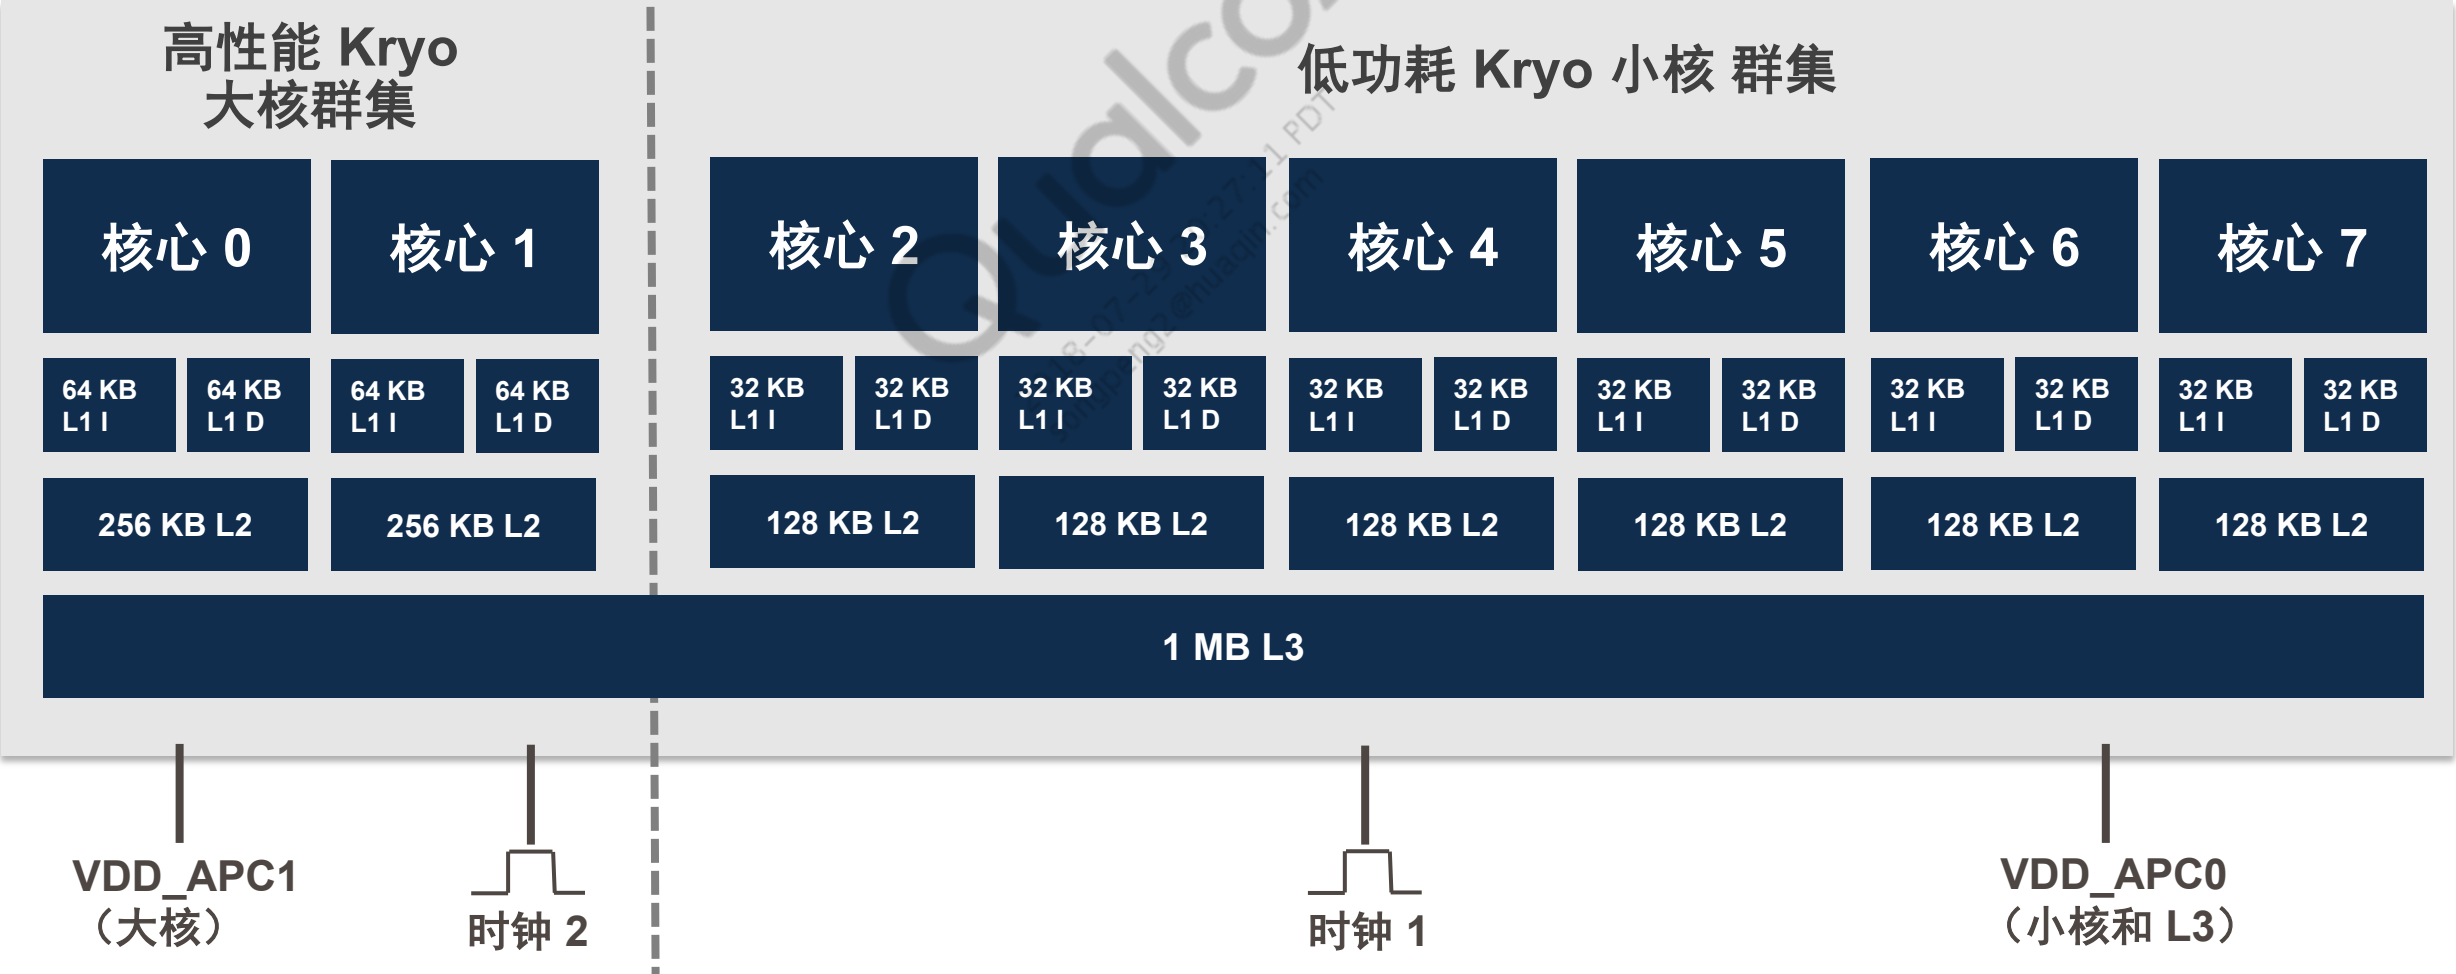 高性能 Kryo
大核群集
低功耗 Kryo 小核 群集
核心 0
核心 1
核心 2
核心 3
核心 4
核心 5
核心 6
核心 7
64 KB
L1 I
64 KB
L1 D
64 KB
L1 I
64 KB
L1 D
32 KB
L1 I
32 KB
L1 D
32 KB
L1 I
32 KB
L1 D
32 KB
L1 I
32 KB
L1 D
32 KB
L1 I
32 KB
L1 D
32 KB
L1 I
32 KB
L1 D
32 KB
L1 I
32 KB
L1 D
256 KB L2
256 KB L2
128 KB L2
128 KB L2
128 KB L2
128 KB L2
128 KB L2
128 KB L2
1 MB L3
VDD_APC1
（大核）
时钟 2
时钟 1
VDD_APC0
（小核和 L3）